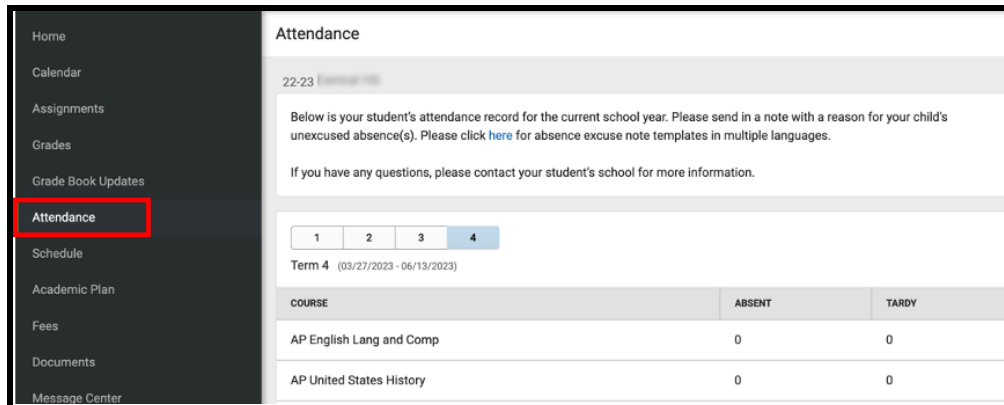 Home
Calendar
Assignments
Grades
Grade Book Updates
Attendance
Schedule
Academic Plan
Fees
Documents
Message Center
Attendance
22-23
Below is your student's attendance record for the current school year. Please send in a note with a reason for your child's
unexcused absence(s). Please click here for absence excuse note templates in multiple languages.
If you have any questions, please contact your student's school for more information.
1 2 3 4
Term 4 (03/27/2023 - 06/13/2023)
COURSE ABSENT TARDY
AP English Lang and Comp 0 0
AP United States History 0 0